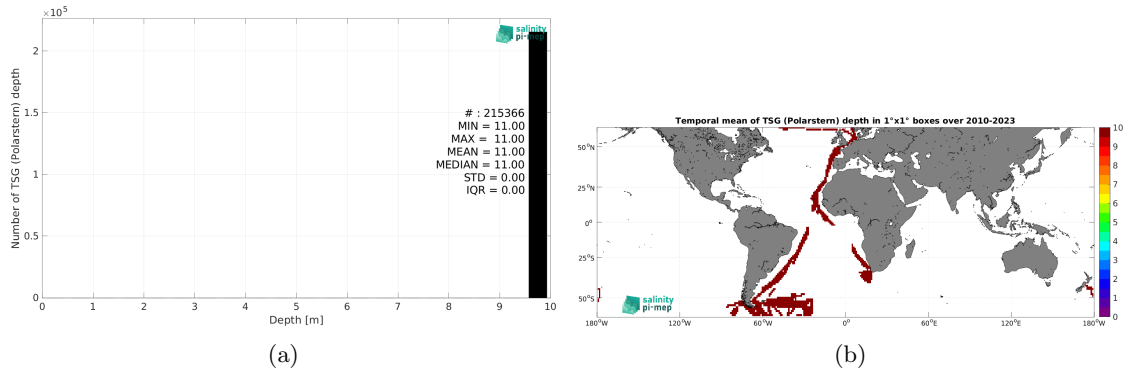 ×10⁵
salinity
pi-mep
Number of TSG (Polarstern) depth
2
1.5
1
0.5
0
# : 215366
MIN = 11.00
MAX = 11.00
MEAN = 11.00
MEDIAN = 11.00
STD = 0.00
IQR = 0.00
0 1 2 3 4 5 6 7 8 9 10
Depth [m]
(a)
Temporal mean of TSG (Polarstern) depth in 1°x1° boxes over 2010-2023
50°N
25°N
0°
25°S
50°S
salinity
pi-mep
180°W 120°W 60°W 0° 60°E 120°E 180°W
10
9
8
7
6
5
4
3
2
1
0
(b)